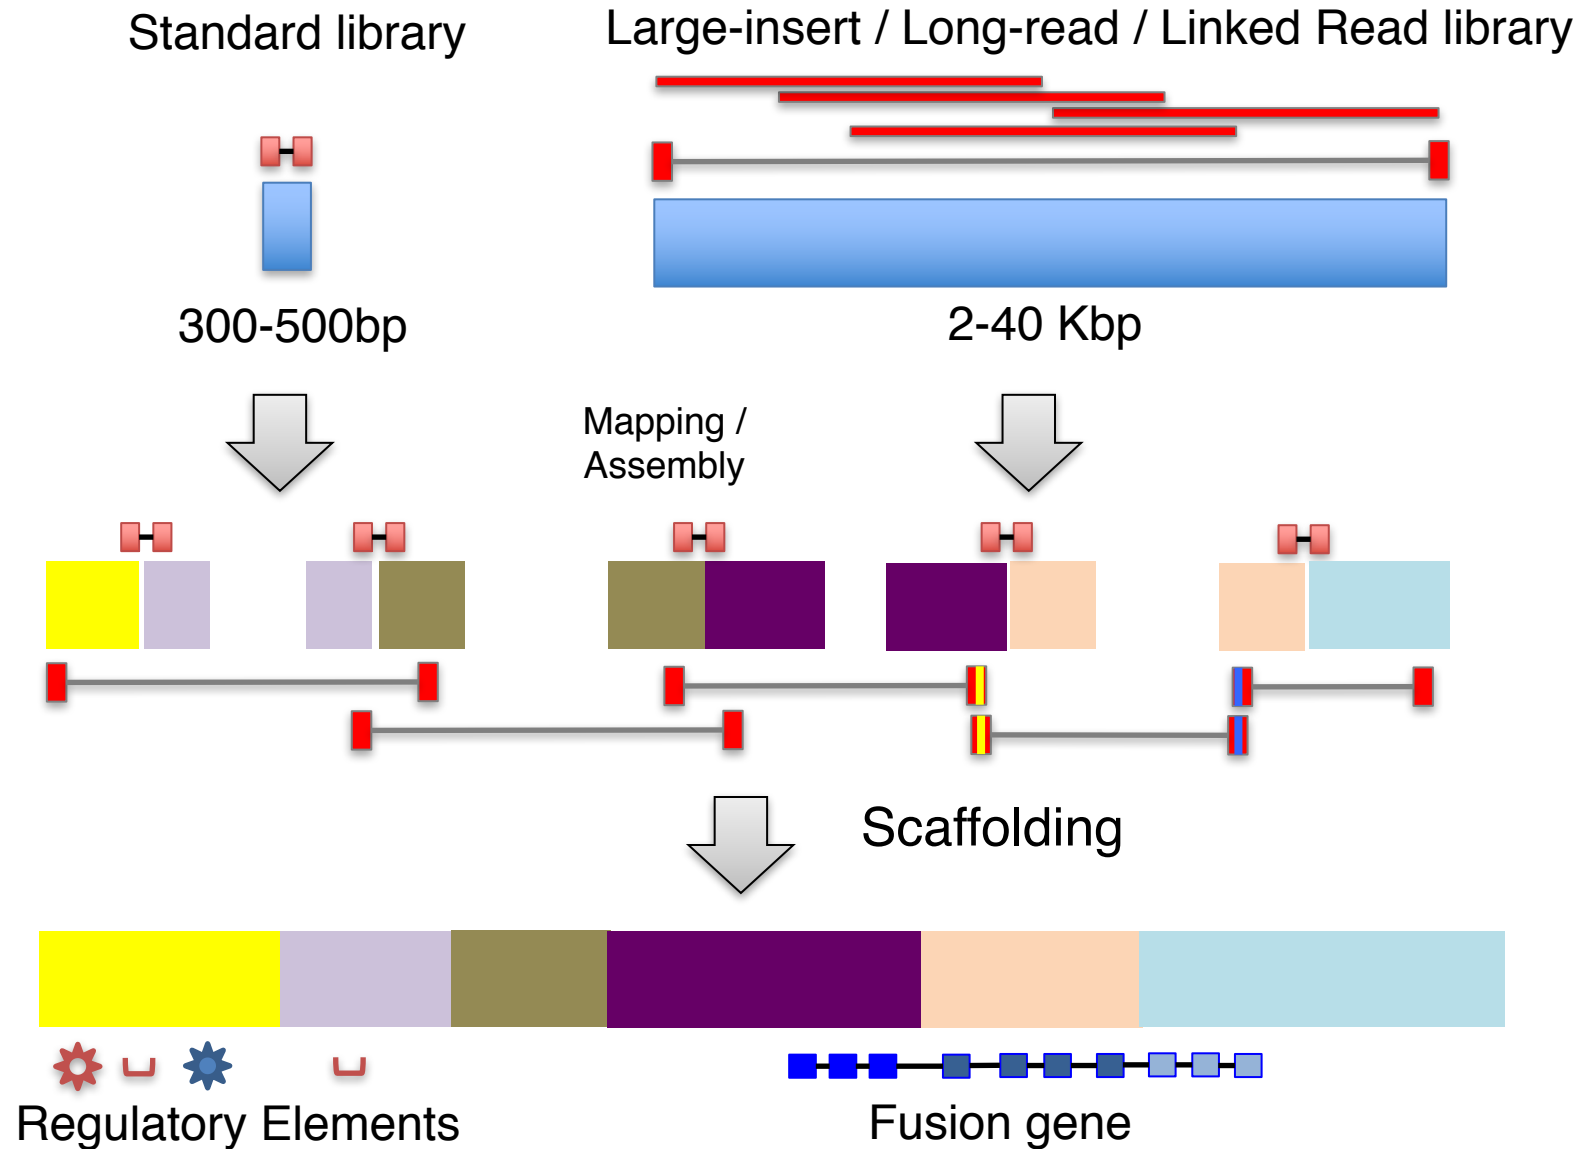 Standard library
Large-insert / Long-read / Linked Read library
300-500bp
2-40 Kbp
Mapping /
Assembly
Scaffolding
Regulatory Elements
Fusion gene